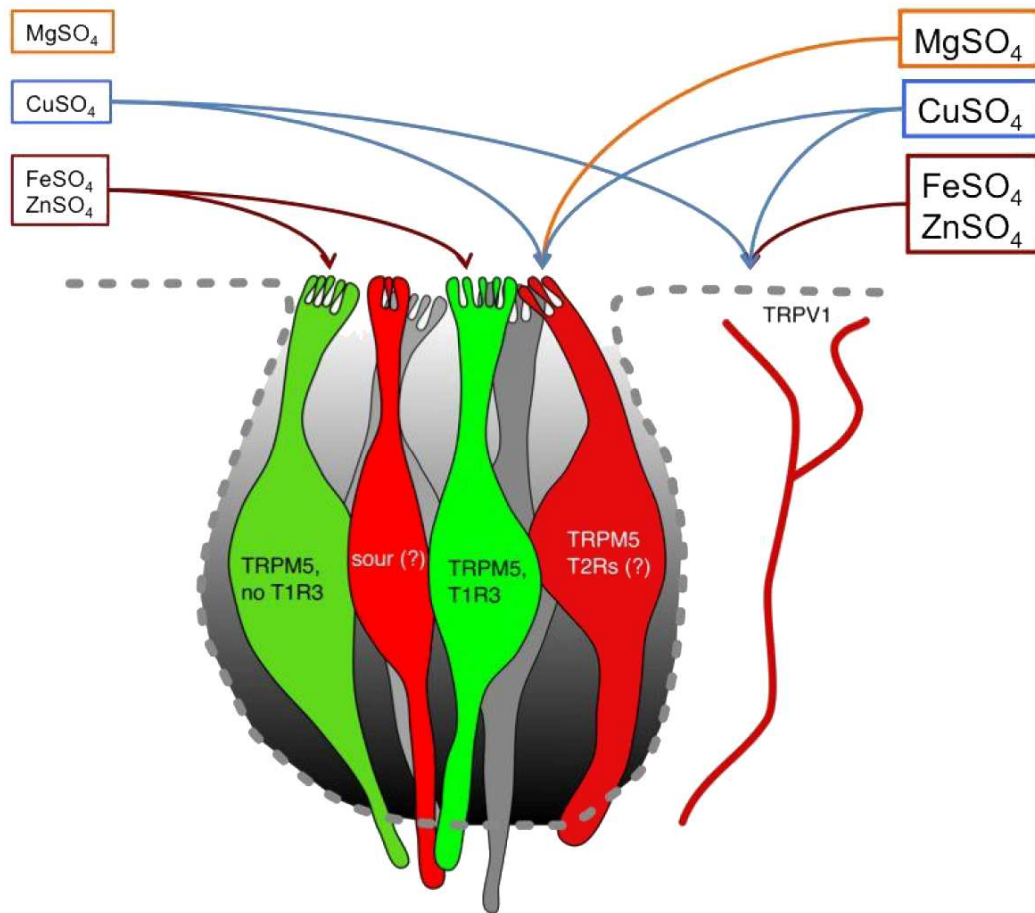 MgSO₄
CuSO₄
FeSO₄
ZnSO₄
MgSO₄
CuSO₄
FeSO₄
ZnSO₄
TRPV1
TRPM5,
no T1R3
sour (?)
TRPM5,
T1R3
TRPM5
T2Rs (?)